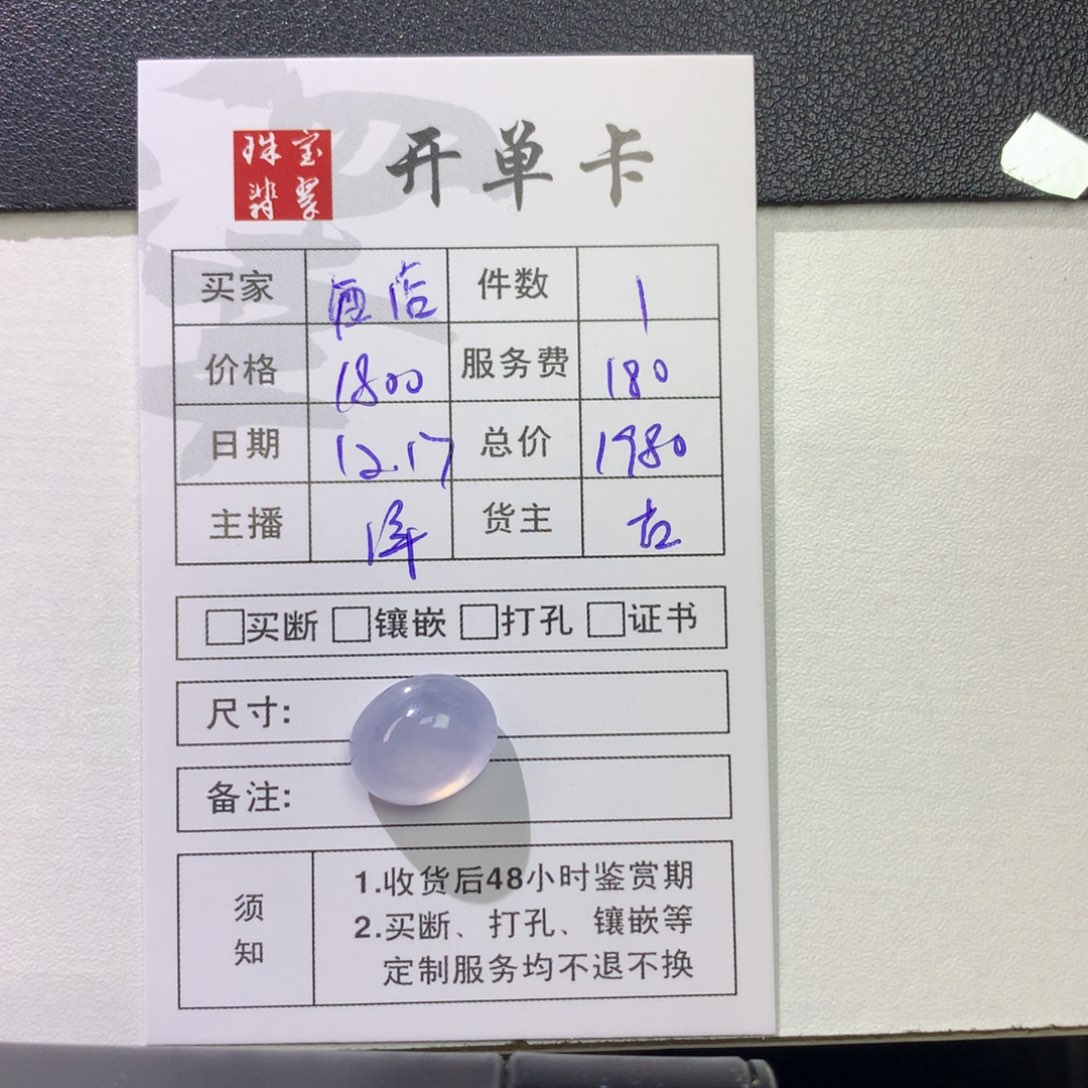 珠宝
翡翠
开单卡
买家 酒店 件数 1
价格 1800 服务费 180
日期 12.17 总价 1980
主播 货主 古
买断 镶嵌 打孔 证书
尺寸:
备注:
须知
1.收货后48小时鉴赏期
2.买断、打孔、镶嵌等
定制服务均不退不换